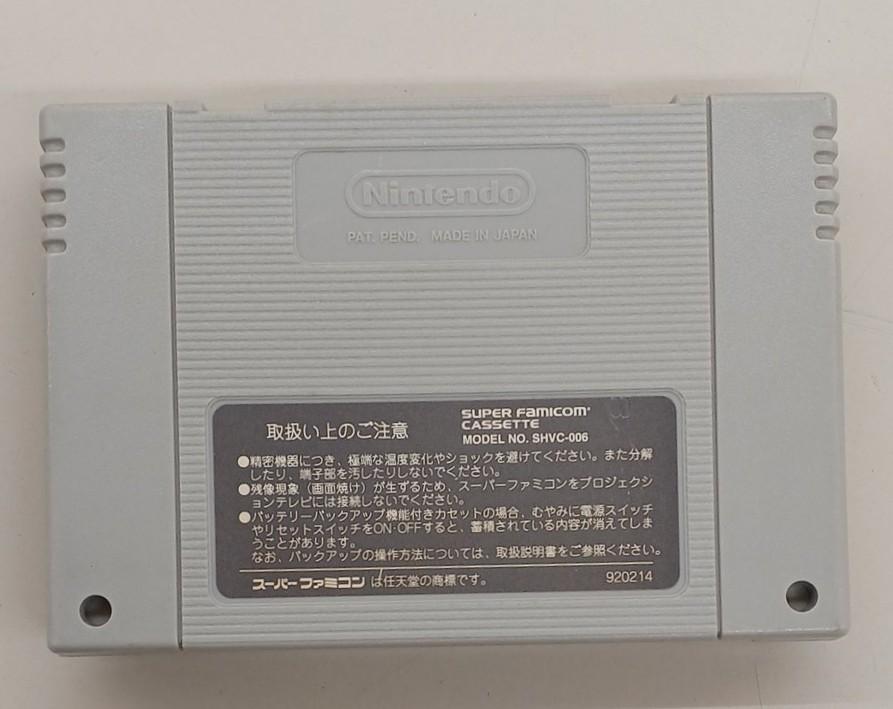 Nintendo
PAT. PEND. MADE IN JAPAN
取扱い上のご注意
SUPER FAMICOM
CASSETTE
MODEL NO. SHVC-006
●精密機器につき、極端な温度変化やショックを避けてください。また分解
したり、端子部を汚したりしないでください。
●残像現象(画面焼け)が生ずるため、スーパーファミコンをプロジェクシ
ョンテレビには接続しないでください。
●バッテリーバックアップ機能付きカセットの場合、むやみに電源スイッチ
やリセットスイッチをON-OFFすると、蓄積されている内容が消えてしま
うことがあります。
なお、バックアップの操作方法については、取扱説明書をご参照ください。
スーパーファミコン は任天堂の商標です。
920214